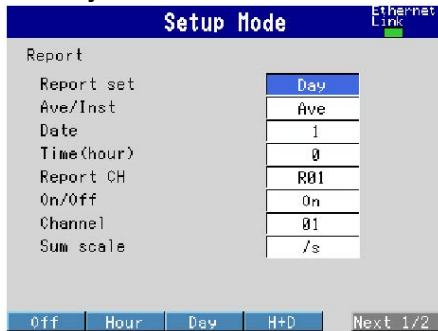 Setup Mode
Ethernet
Link
Report
Report set Day
Ave/Inst Ave
Date 1
Time(hour) 0
Report CH R01
On/Off On
Channel 01
Sum scale /s
Off Hour Day H+D Next 1/2